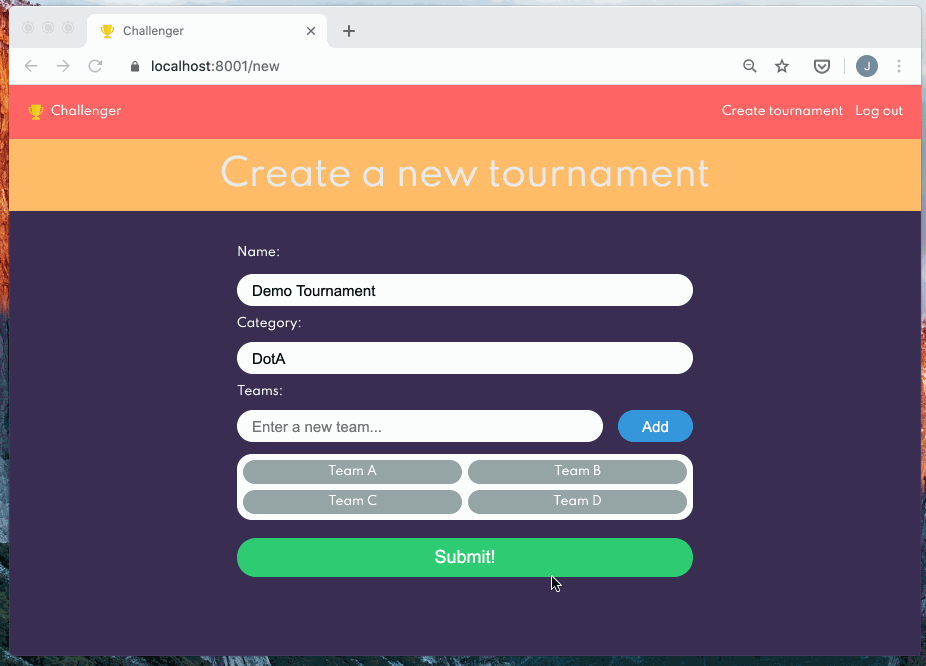 Challenger
localhost:8001/new
J
Challenger
Create tournament
Log out
Create a new tournament
Name:
Demo Tournament
Category:
DotA
Teams:
Enter a new team...
Add
Team A
Team B
Team C
Team D
Submit!